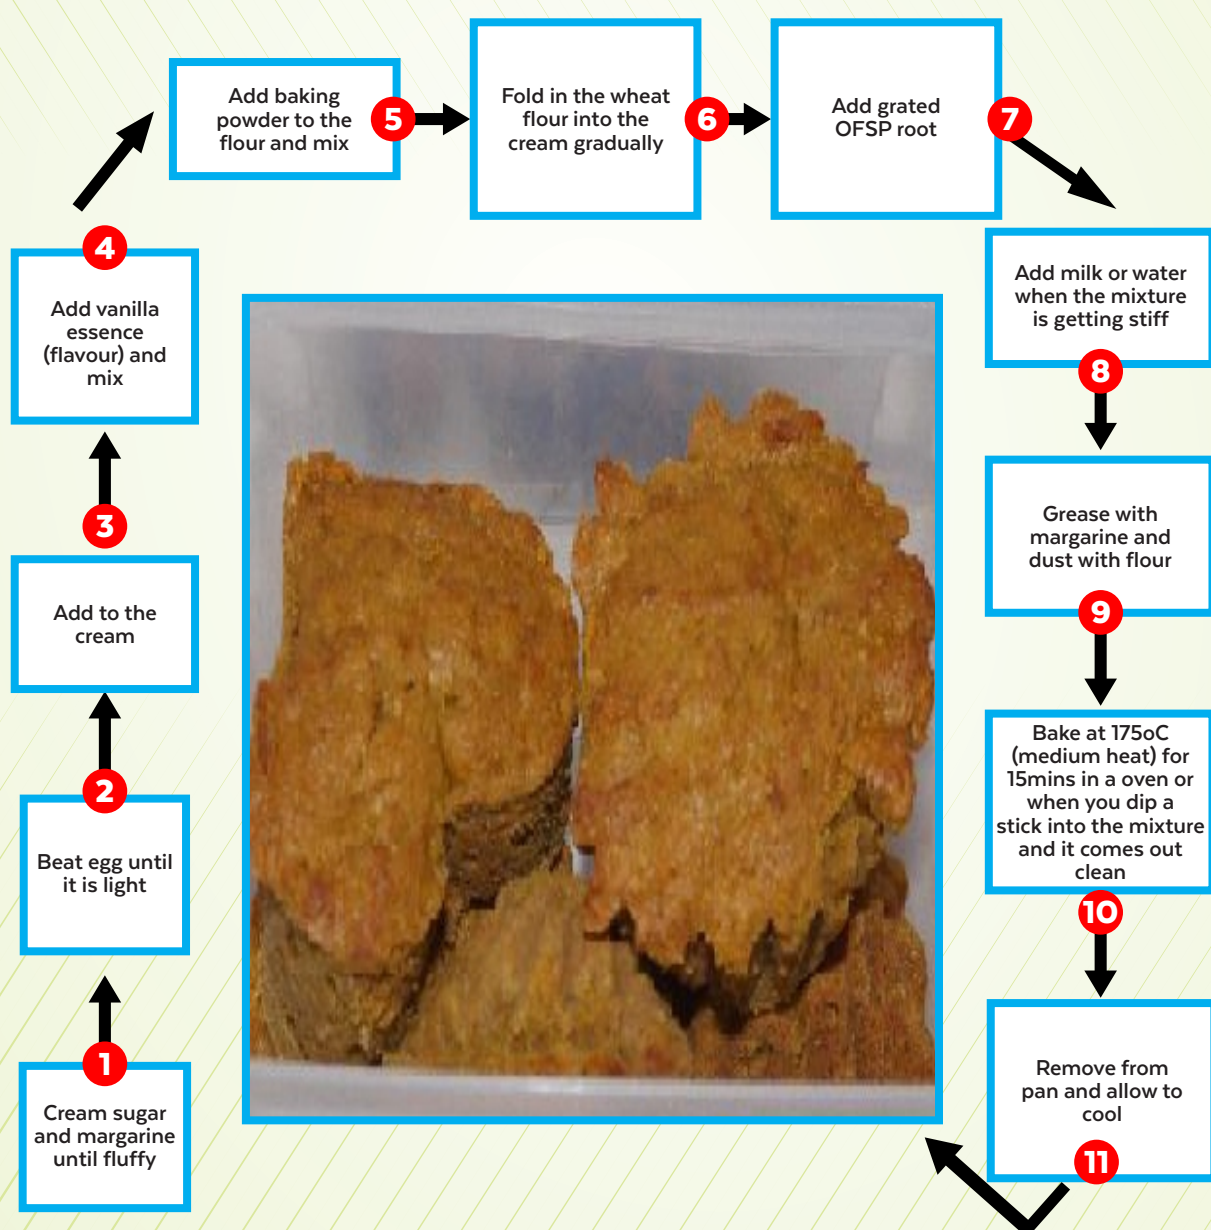 1
Cream sugar
and margarine
until fluffy
2
Beat egg until
it is light
3
Add to the
cream
4
Add vanilla
essence
(flavour) and
mix
Add baking
powder to the
flour and mix
5
Fold in the wheat
flour into the
cream gradually
6
Add grated
OFSP root
7
Add milk or water
when the mixture
is getting stiff
8
Grease with
margarine and
dust with flour
9
Bake at 175oC
(medium heat) for
15mins in a oven or
when you dip a
stick into the mixture
and it comes out
clean
10
Remove from
pan and allow to
cool
11